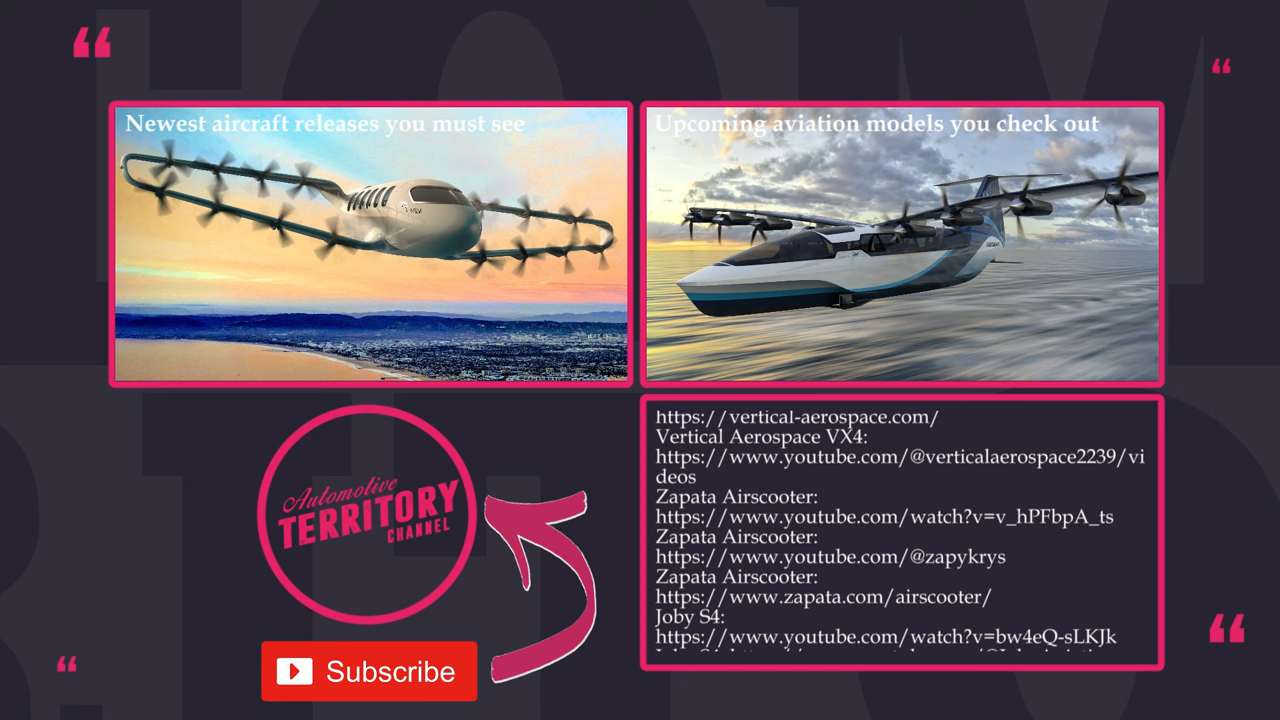 Newest aircraft releases you must see
Upcoming aviation models you check out
https://vertical-aerospace.com/
Vertical Aerospace VX4:
https://www.youtube.com/@verticalaerospace2239/vi
deos
Zapata Airscooter:
https://www.youtube.com/watch?v=v_hPFbpA_ts
Zapata Airscooter:
https://www.youtube.com/@zapykrys
Zapata Airscooter:
https://www.zapata.com/airscooter/
Joby S4:
https://www.youtube.com/watch?v=bw4eQ-sLKJk
Automotive
TERRITORY
CHANNEL
Subscribe